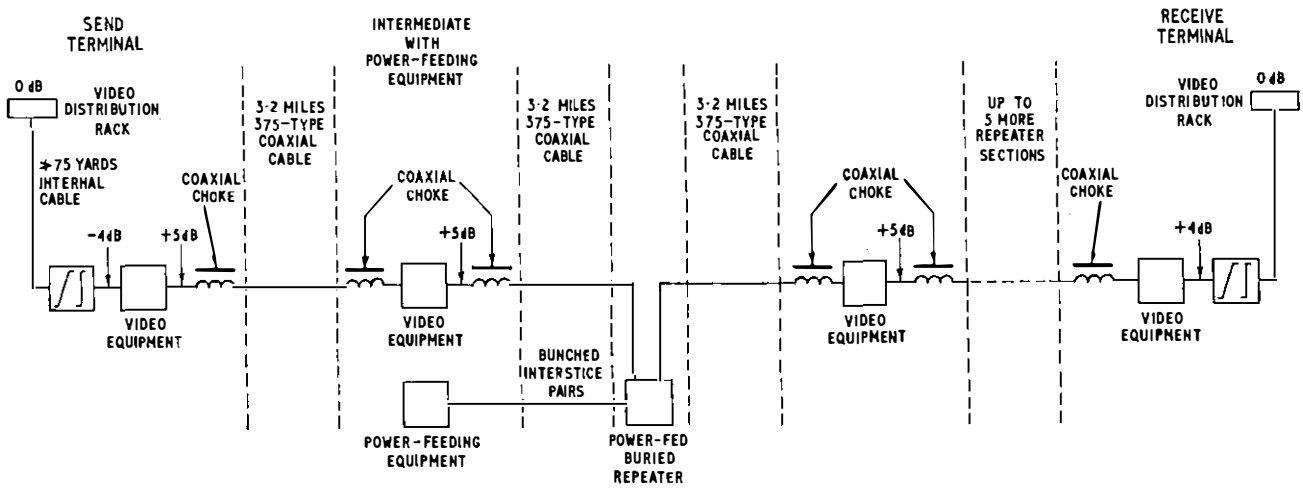 SEND
TERMINAL
0 dB
VIDEO
DISTRIBUTION
RACK
≯75 YARDS
INTERNAL
CABLE
-4dB
+5dB
COAXIAL
CHOKE
VIDEO
EQUIPMENT
3·2 MILES
375-TYPE
COAXIAL
CABLE
INTERMEDIATE
WITH
POWER-FEEDING
EQUIPMENT
COAXIAL
CHOKE
+5dB
VIDEO
EQUIPMENT
POWER-FEEDING
EQUIPMENT
3·2 MILES
375-TYPE
COAXIAL
CABLE
BUNCHED
INTERSTICE
PAIRS
POWER-FED
BURIED
REPEATER
3·2 MILES
375-TYPE
COAXIAL
CABLE
COAXIAL
CHOKE
+5dB
VIDEO
EQUIPMENT
UP TO
5 MORE
REPEATER
SECTIONS
RECEIVE
TERMINAL
VIDEO
DISTRIBUTION
RACK
0dB
COAXIAL
CHOKE
+4dB
VIDEO
EQUIPMENT